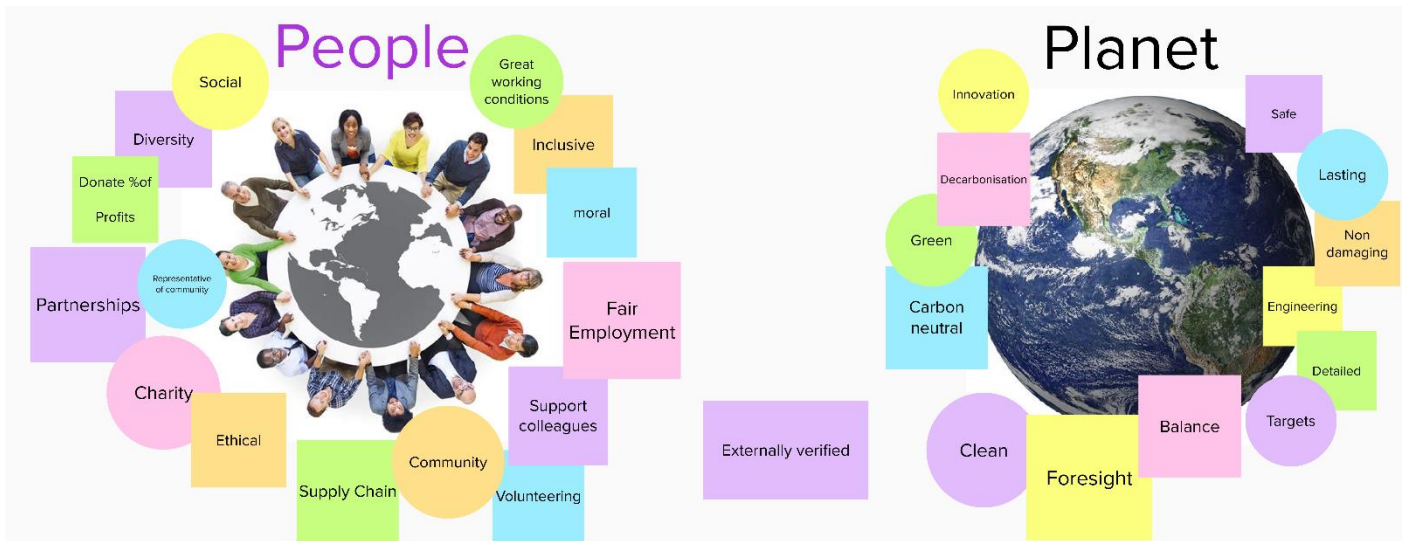 People
Social
Great
working
conditions
Diversity
Inclusive
Donate %of
Profits
moral
Representative
of community
Partnerships
Fair
Employment
Charity
Support
colleagues
Ethical
Community
Supply Chain
Volunteering
Externally verified
Planet
Innovation
Safe
Decarbonisation
Lasting
Green
Non
damaging
Carbon
neutral
Engineering
Detailed
Balance
Targets
Clean
Foresight